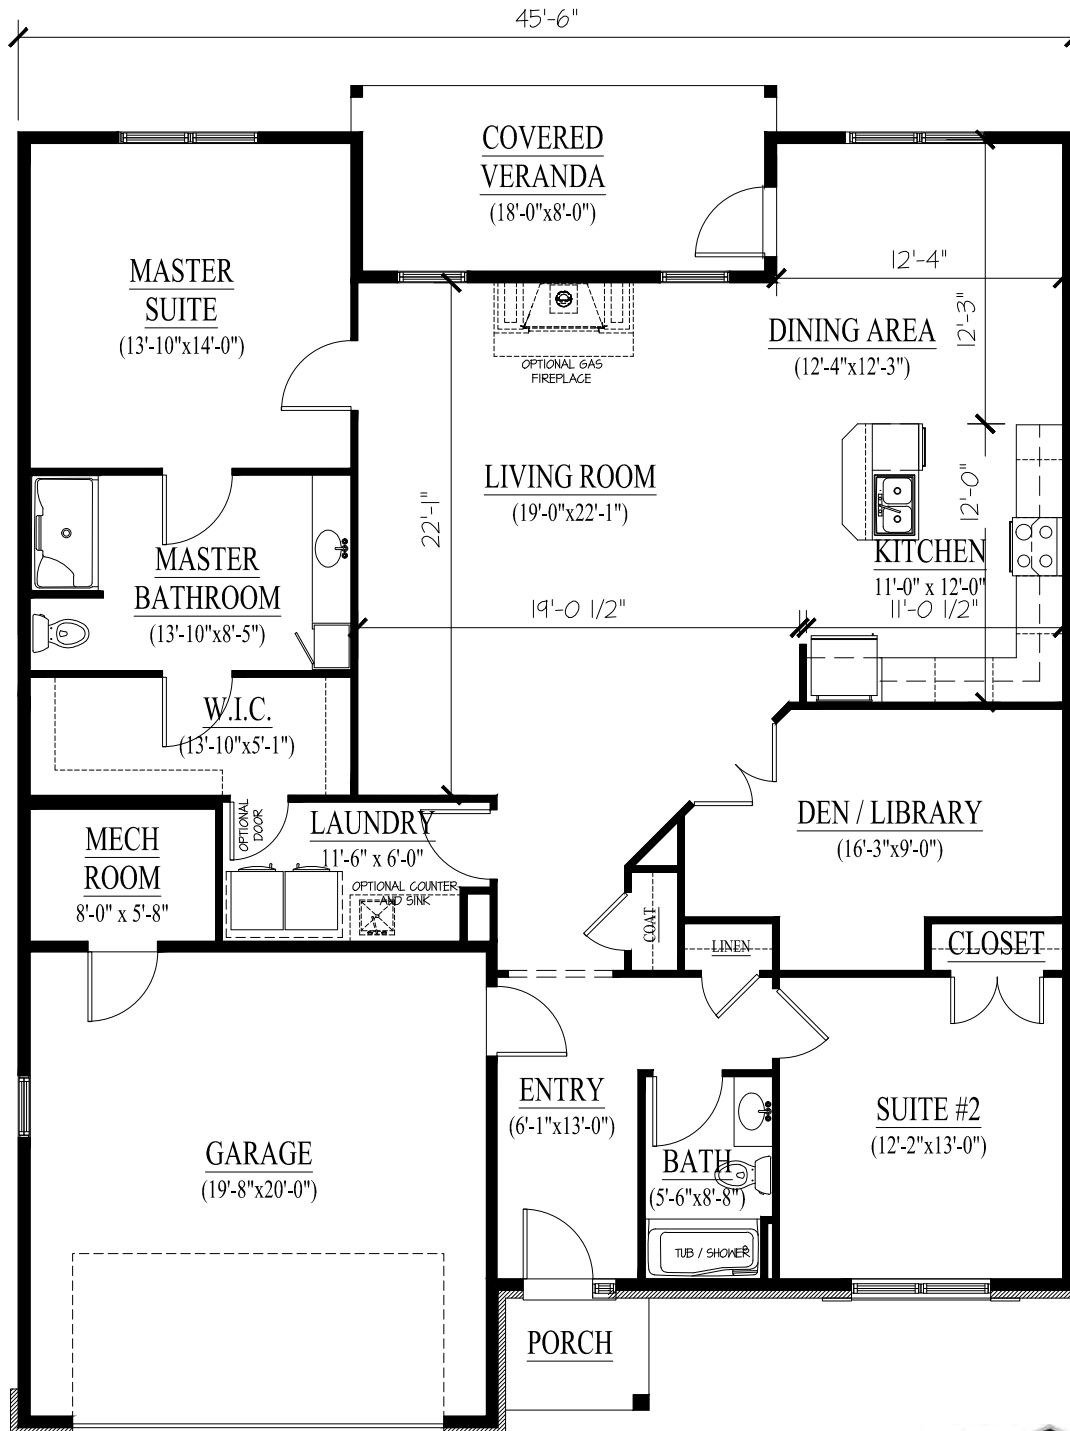 45'-6"
COVERED
VERANDA
(18'-0"x8'-0")
MASTER
SUITE
(13'-10"x14'-0")
12'-4"
12'-3"
DINING AREA
(12'-4"x12'-3")
OPTIONAL GAS
FIREPLACE
LIVING ROOM
(19'-0"x22'-1")
22'-1"
12'-0"
KITCHEN
11'-0" x 12'-0"
19'-0 1/2"
11'-0 1/2"
MASTER
BATHROOM
(13'-10"x8'-5")
W.I.C.
(13'-10"x5'-1")
OPTIONAL
DOOR
LAUNDRY
11'-6" x 6'-0"
OPTIONAL COUNTER
AND SINK
MECH
ROOM
8'-0" x 5'-8"
DEN / LIBRARY
(16'-3"x9'-0")
COAT
LINEN
CLOSET
ENTRY
(6'-1"x13'-0")
SUITE #2
(12'-2"x13'-0")
GARAGE
(19'-8"x20'-0")
BATH
(5'-6"x8'-8")
TUB / SHOWER
PORCH